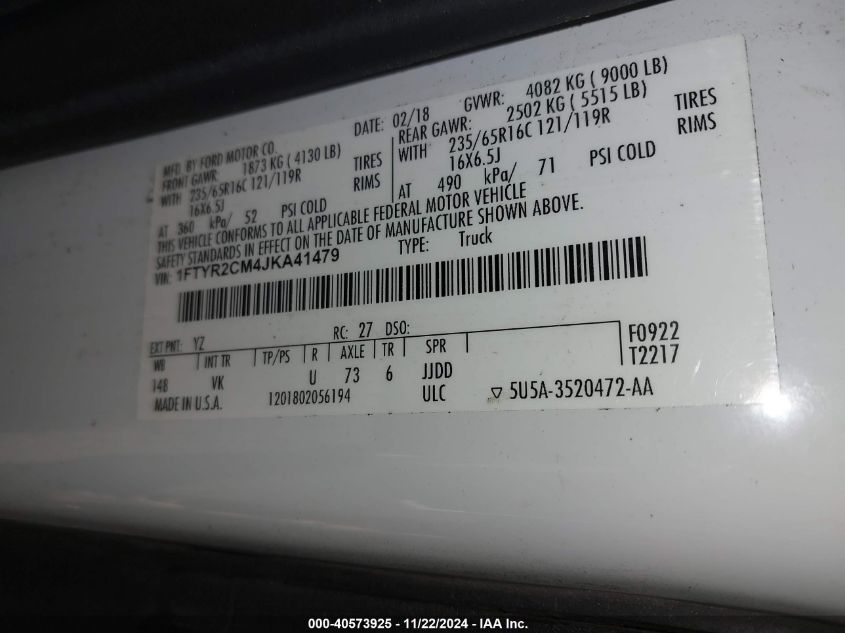 MFD. BY FORD MOTOR CO.
DATE: 02/18 GVWR: 4082 KG ( 9000 LB)
FRONT GAWR: 1873 KG ( 4130 LB)
REAR GAWR: 2502 KG ( 5515 LB)
WITH 235/65R16C 121/119R TIRES
WITH 235/65R16C 121/119R TIRES
16X6.5J RIMS
16X6.5J RIMS
AT 360 kPa/ 52 PSI COLD
AT 490 kPa/ 71 PSI COLD
THIS VEHICLE CONFORMS TO ALL APPLICABLE FEDERAL MOTOR VEHICLE
SAFETY STANDARDS IN EFFECT ON THE DATE OF MANUFACTURE SHOWN ABOVE.
VIN: 1FTYR2CM4JKA41479 TYPE: Truck
EXT PNT: YZ RC: 27 DSO:
WB INT TR TP/PS R AXLE TR SPR
148 VK U 73 6 JJDD
F0922
T2217
MADE IN U.S.A. 1201802056194 ULC ▽ 5U5A-3520472-AA
000-40573925 - 11/22/2024 - IAA Inc.